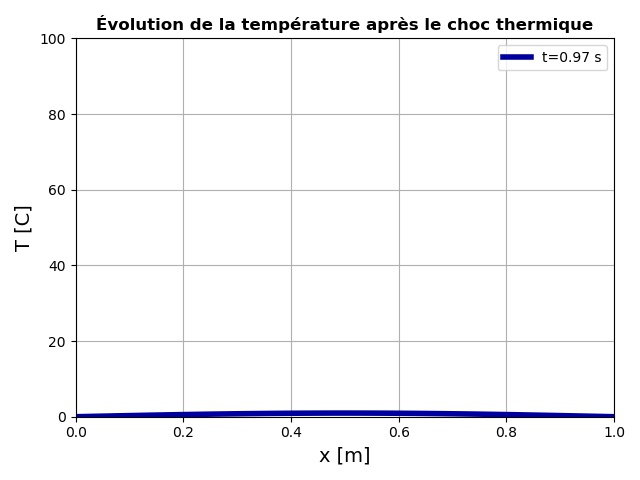 Évolution de la température après le choc thermique
100
t=0.97 s
80
60
T [C]
40
20
0
0.0 0.2 0.4 0.6 0.8 1.0
x [m]